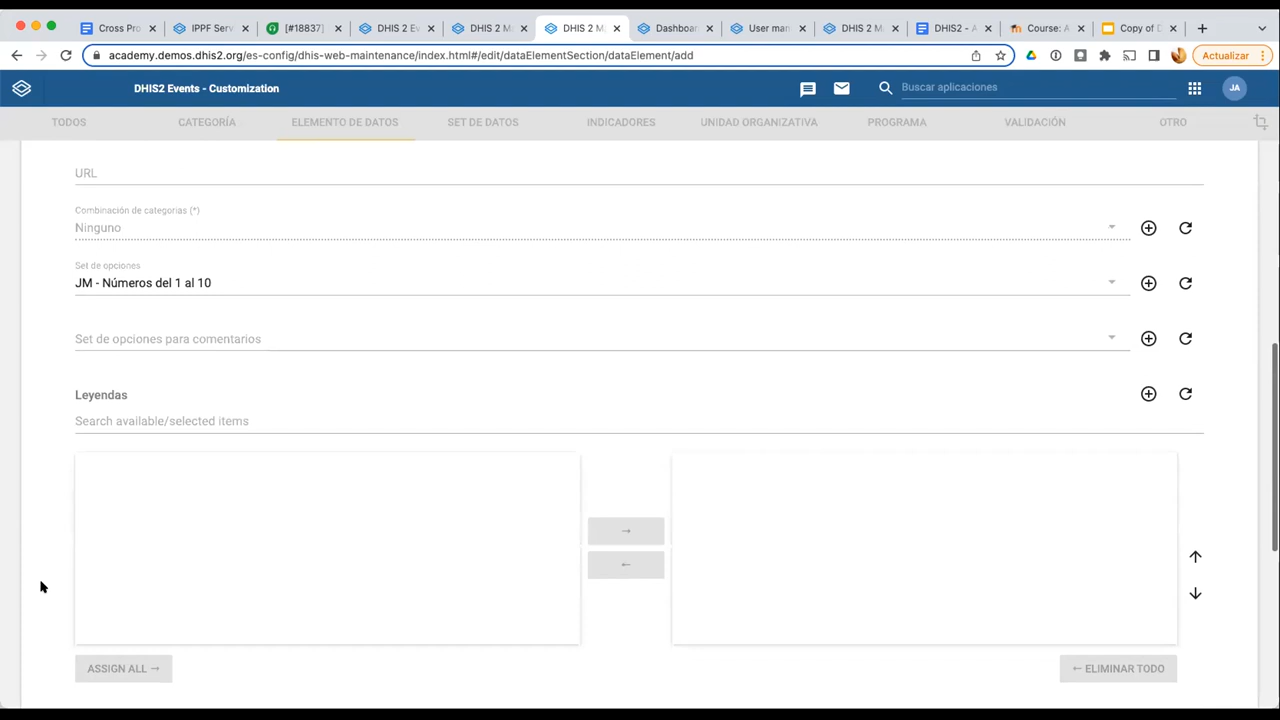 Cross Pro
IPPF Serv
[#18837]
DHIS 2 Ev
DHIS 2 Ma
DHIS 2 M
Dashboar
User man
DHIS 2 Ma
DHIS2 - A
Course: A
Copy of D
academy.demos.dhis2.org/es-config/dhis-web-maintenance/index.html#/edit/dataElementSection/dataElement/add
Actualizar
DHIS2 Events - Customization
Buscar aplicaciones
JA
TODOS
CATEGORÍA
ELEMENTO DE DATOS
SET DE DATOS
INDICADORES
UNIDAD ORGANIZATIVA
PROGRAMA
VALIDACIÓN
OTRO
URL
Combinación de categorias (*)
Ninguno
Set de opciones
JM - Números del 1 al 10
Set de opciones para comentarios
Leyendas
Search available/selected items
→
←
ASSIGN ALL →
← ELIMINAR TODO